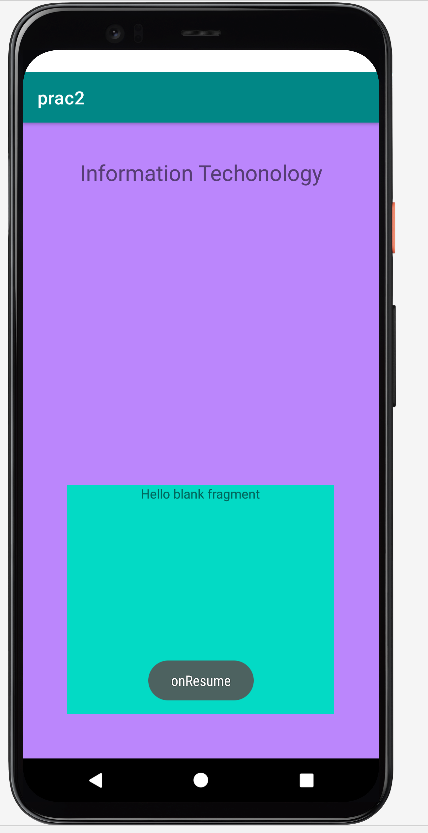 prac2
Information Techonology
Hello blank fragment
onResume